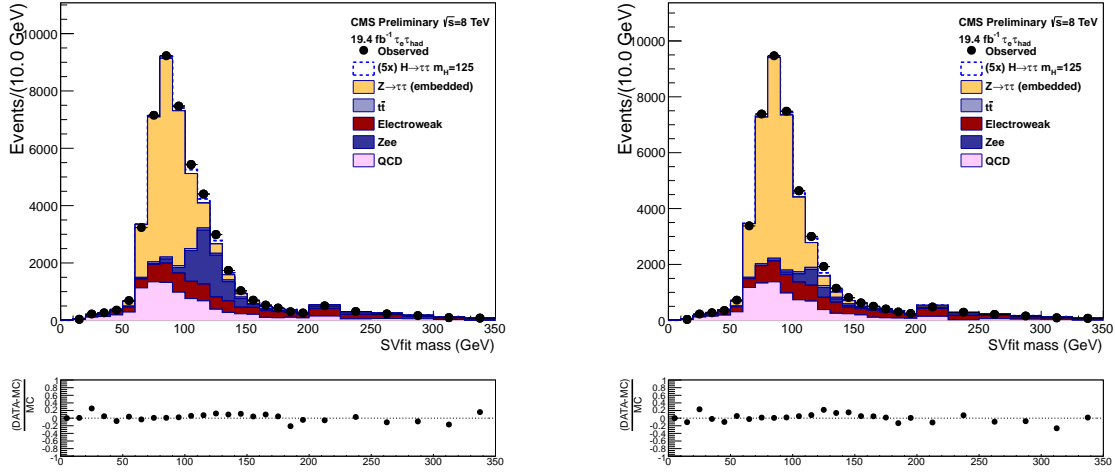 CMS Preliminary √s=8 TeV
19.4 fb⁻¹ τₑτhad
Observed
(5x) H→ττ mH=125
Z→ττ (embedded)
tt̄
Electroweak
Zee
QCD
Events/(10.0 GeV)
10000
8000
6000
4000
2000
0
0 50 100 150 200 250 300 350
SVfit mass (GeV)
(DATA-MC)
MC
1
0.8
0.6
0.4
0.2
0
-0.2
-0.4
-0.6
-0.8
-1
0 50 100 150 200 250 300 350
CMS Preliminary √s=8 TeV
19.4 fb⁻¹ τₑτhad
Observed
(5x) H→ττ mH=125
Z→ττ (embedded)
tt̄
Electroweak
Zee
QCD
Events/(10.0 GeV)
10000
8000
6000
4000
2000
0
0 50 100 150 200 250 300 350
SVfit mass (GeV)
(DATA-MC)
MC
1
0.8
0.6
0.4
0.2
0
-0.2
-0.4
-0.6
-0.8
-1
0 50 100 150 200 250 300 350